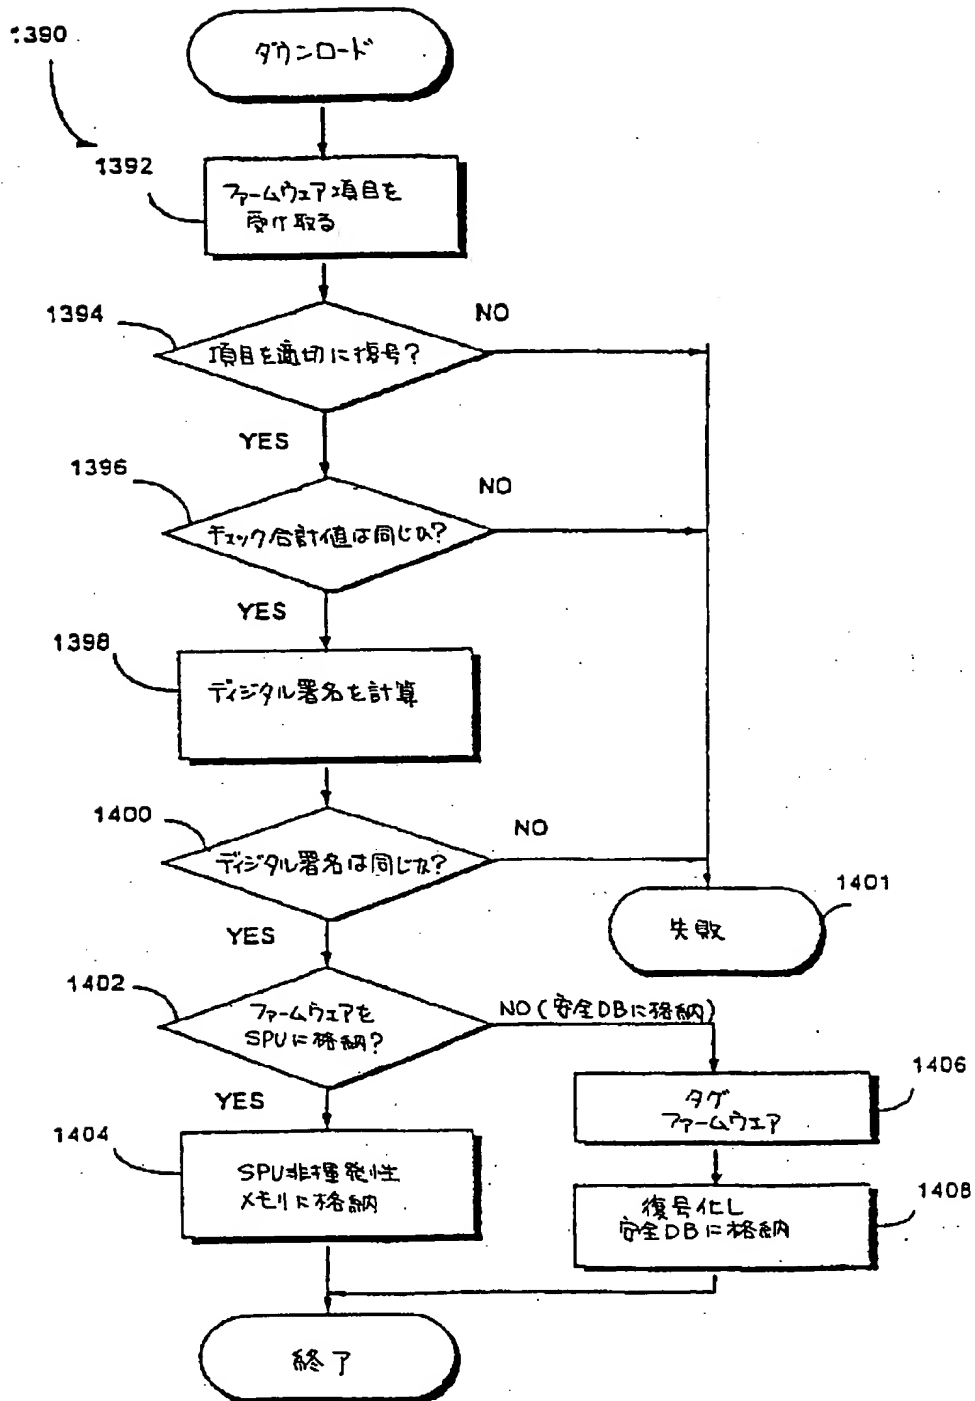 1390
ダウンロード
1392
ファームウェア項目を
受け取る
1394
NO
項目を適切に復号?
YES
1396
NO
チェック合計値は同じか?
YES
1398
ディジタル署名を計算
1400
NO
ディジタル署名は同じか?
1401
失敗
YES
1402
ファームウェアを
SPUに格納?
NO(安全DBに格納)
YES
1406
タグ
ファームウェア
1404
SPU非揮発性
メモリに格納
1408
復号化し
安全DBに格納
終了